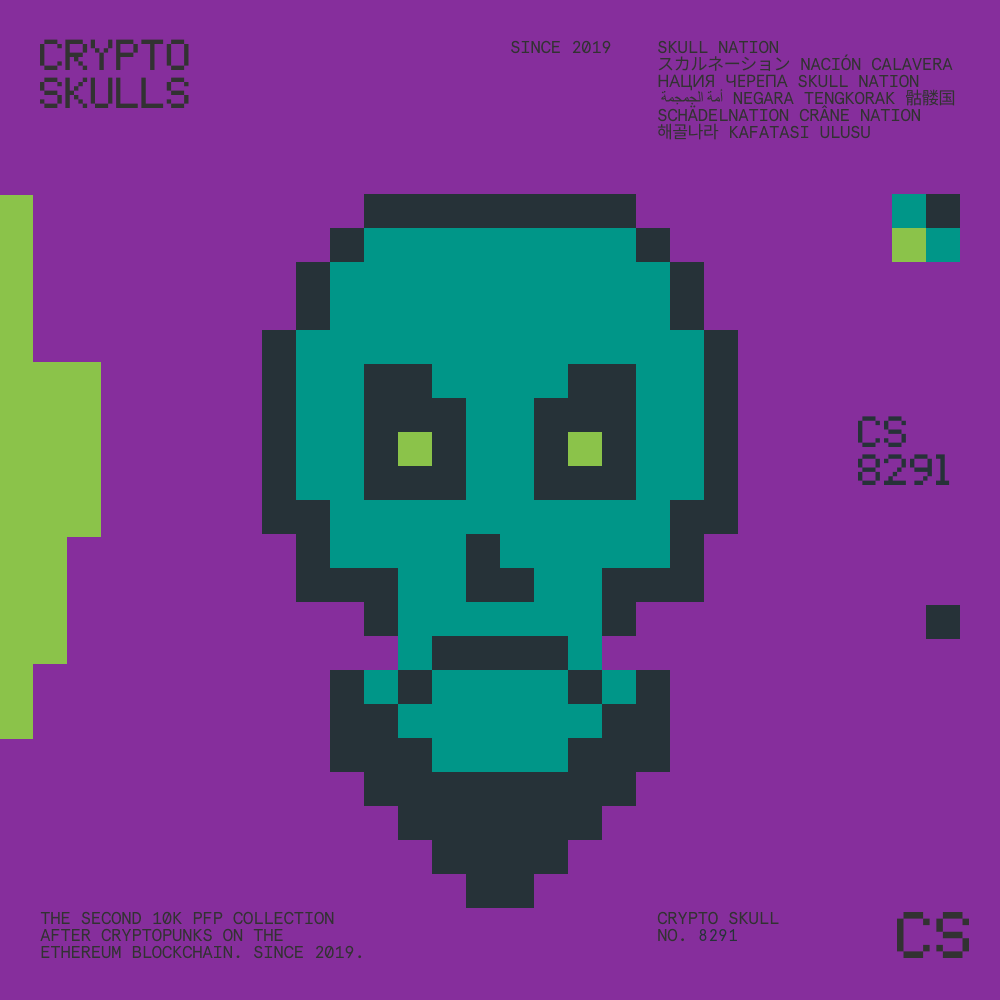 CRYPTO
SKULLS
SINCE 2019
SKULL NATION
スカルネーション NACIÓN CALAVERA
НАЦИЯ ЧЕРЕПА SKULL NATION
أمة الجمجمة NEGARA TENGKORAK 骷髅国
SCHÄDELNATION CRÂNE NATION
해골나라 KAFATASI ULUSU
CS
8291
THE SECOND 10K PFP COLLECTION
AFTER CRYPTOPUNKS ON THE
ETHEREUM BLOCKCHAIN. SINCE 2019.
CRYPTO SKULL
NO. 8291
CS